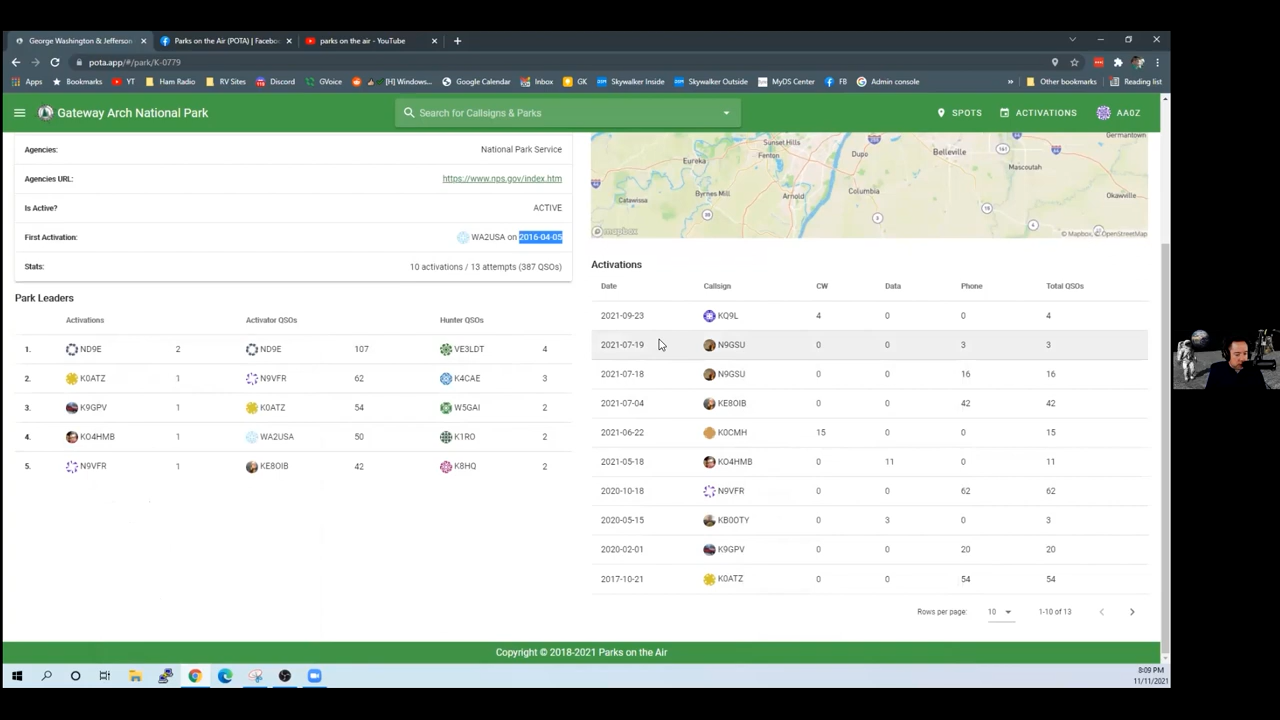 George Washington & Jefferson
Parks on the Air (POTA) | Faceboo
parks on the air - YouTube
pota.app/#/park/K-0779
Apps Bookmarks YT Ham Radio RV Sites Discord GVoice [H] Windows... Google Calendar Inbox GK Skywalker Inside Skywalker Outside MyDS Center FB Admin console » Other bookmarks Reading list
Gateway Arch National Park
Search for Callsigns & Parks
SPOTS ACTIVATIONS AA0Z
Agencies: National Park Service
Agencies URL: https://www.nps.gov/index.htm
Is Active? ACTIVE
First Activation: WA2USA on 2016-04-05
Stats: 10 activations / 13 attempts (387 QSOs)
Park Leaders
Activations Activator QSOs Hunter QSOs
1. ND9E 2 ND9E 107 VE3LDT 4
2. K0ATZ 1 N9VFR 62 K4CAE 3
3. K9GPV 1 K0ATZ 54 W5GAI 2
4. KO4HMB 1 WA2USA 50 K1RO 2
5. N9VFR 1 KE8OIB 42 K8HQ 2
Sunset Hills
Germantown
Eureka
Fenton
Dupo
Belleville
161
Mascoutah
Catawissa
Byrnes Mill
Arnold
Columbia
Okawville
mapbox
© Mapbox, © OpenStreetMap
Activations
Date Callsign CW Data Phone Total QSOs
2021-09-23 KQ9L 4 0 0 4
2021-07-19 N9GSU 0 0 3 3
2021-07-18 N9GSU 0 0 16 16
2021-07-04 KE8OIB 0 0 42 42
2021-06-22 K0CMH 15 0 0 15
2021-05-18 KO4HMB 0 11 0 11
2020-10-18 N9VFR 0 0 62 62
2020-05-15 KB0OTY 0 3 0 3
2020-02-01 K9GPV 0 0 20 20
2017-10-21 K0ATZ 0 0 54 54
Rows per page: 10 1-10 of 13
Copyright © 2018-2021 Parks on the Air
8:09 PM
11/11/2021